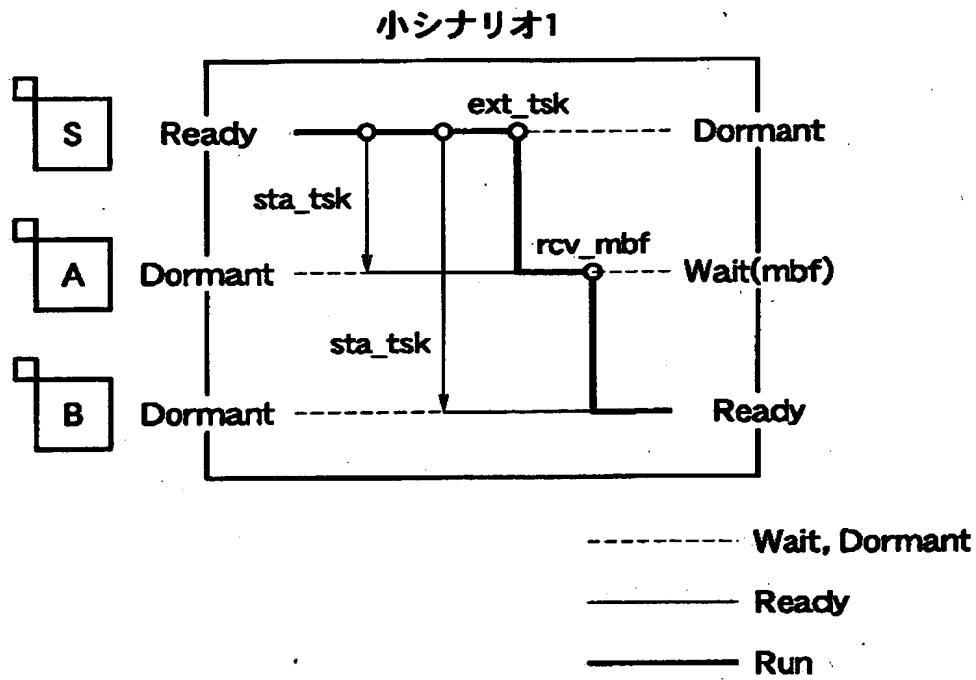 小シナリオ1
ext_tsk
S Ready Dormant
sta_tsk
rcv_mbf
A Dormant Wait(mbf)
sta_tsk
B Dormant Ready
Wait, Dormant
Ready
Run